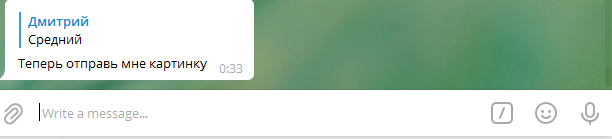 Дмитрий
Средний
Теперь отправь мне картинку 0:33
Write a message...